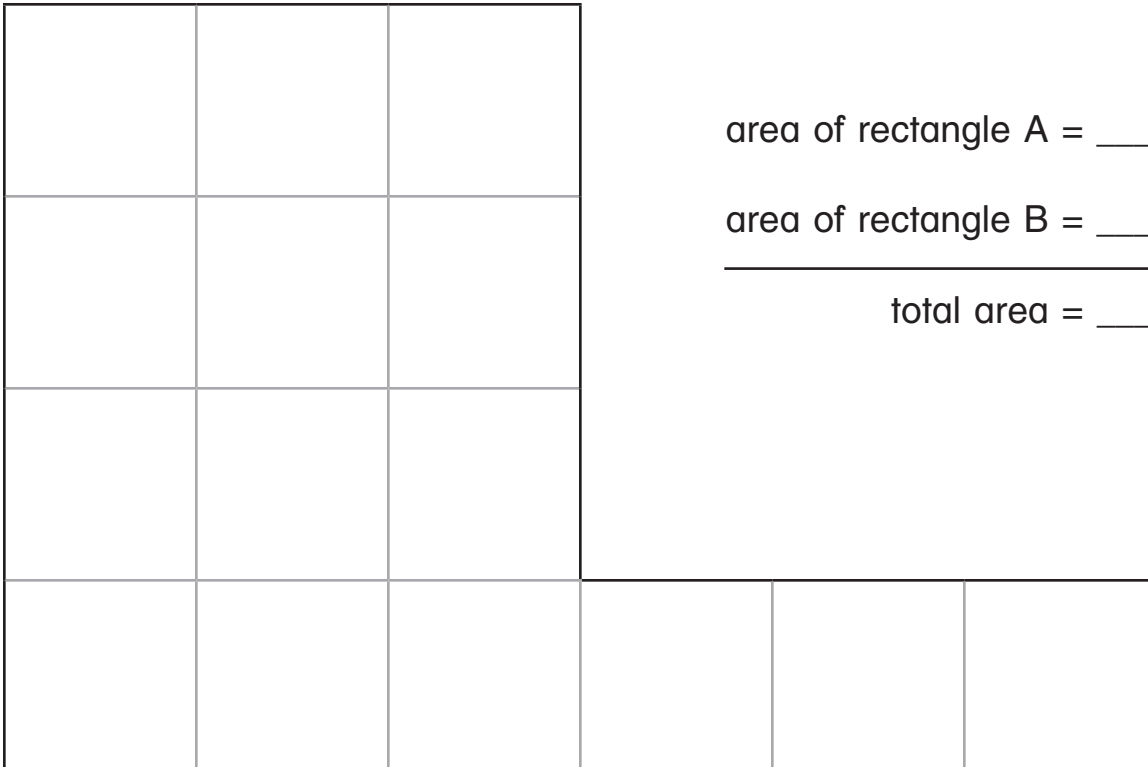 area of rectangle A = ___
area of rectangle B = ___
total area = ___